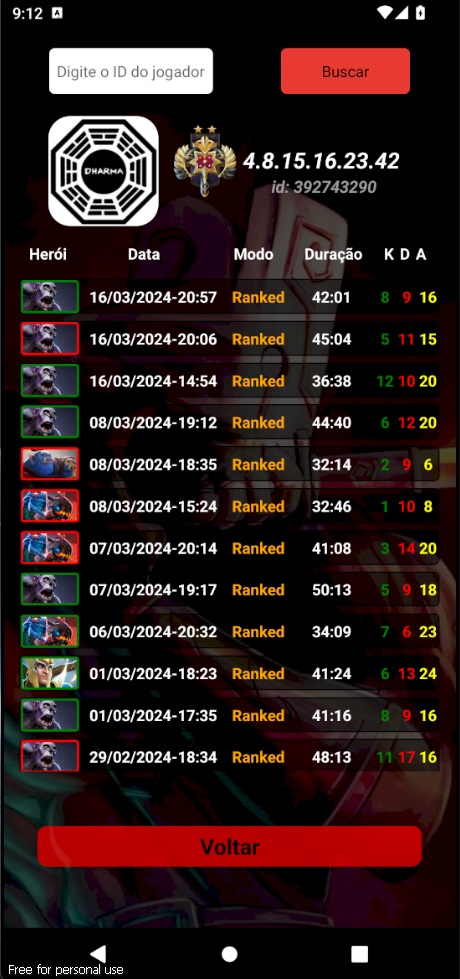 9:12 A
Digite o ID do jogador Buscar
DHARMA
4.8.15.16.23.42
id: 392743290
Herói Data Modo Duração K D A
16/03/2024-20:57 Ranked 42:01 8 9 16
16/03/2024-20:06 Ranked 45:04 5 11 15
16/03/2024-14:54 Ranked 36:38 12 10 20
08/03/2024-19:12 Ranked 44:40 6 12 20
08/03/2024-18:35 Ranked 32:14 2 9 6
08/03/2024-15:24 Ranked 32:46 1 10 8
07/03/2024-20:14 Ranked 41:08 3 14 20
07/03/2024-19:17 Ranked 50:13 5 9 18
06/03/2024-20:32 Ranked 34:09 7 6 23
01/03/2024-18:23 Ranked 41:24 6 13 24
01/03/2024-17:35 Ranked 41:16 8 9 16
29/02/2024-18:34 Ranked 48:13 11 17 16
Voltar
Free for personal use